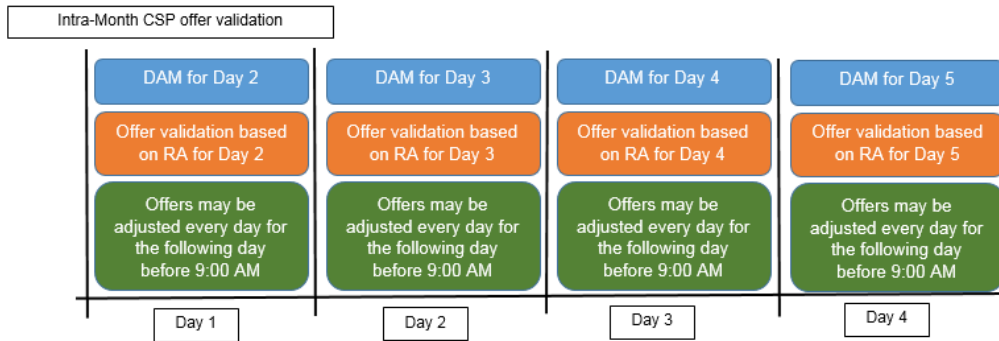 Intra-Month CSP offer validation
DAM for Day 2
Offer validation based
on RA for Day 2
Offers may be
adjusted every day for
the following day
before 9:00 AM
Day 1
DAM for Day 3
Offer validation based
on RA for Day 3
Offers may be
adjusted every day for
the following day
before 9:00 AM
Day 2
DAM for Day 4
Offer validation based
on RA for Day 4
Offers may be
adjusted every day for
the following day
before 9:00 AM
Day 3
DAM for Day 5
Offer validation based
on RA for Day 5
Offers may be
adjusted every day for
the following day
before 9:00 AM
Day 4